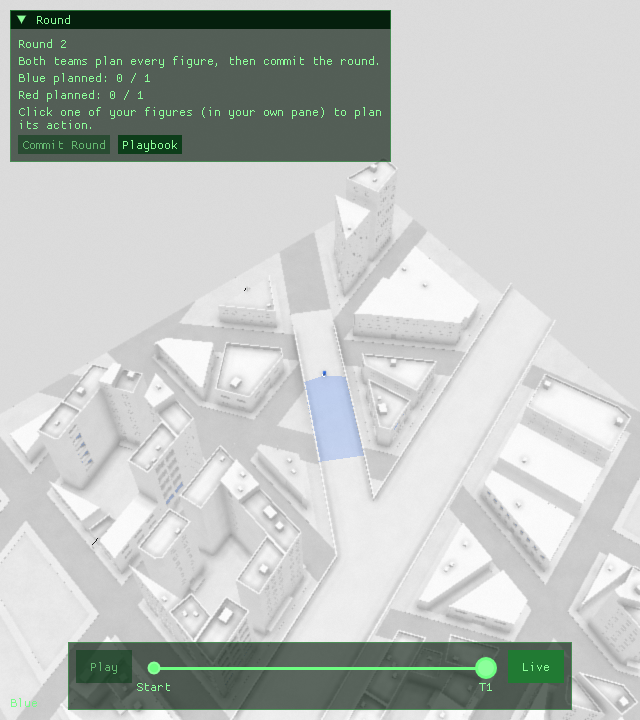 Round
Round 2
Both teams plan every figure, then commit the round.
Blue planned: 0 / 1
Red planned: 0 / 1
Click one of your figures (in your own pane) to plan
its action.
Commit Round
Playbook
Play
Start
T1
Live
Blue